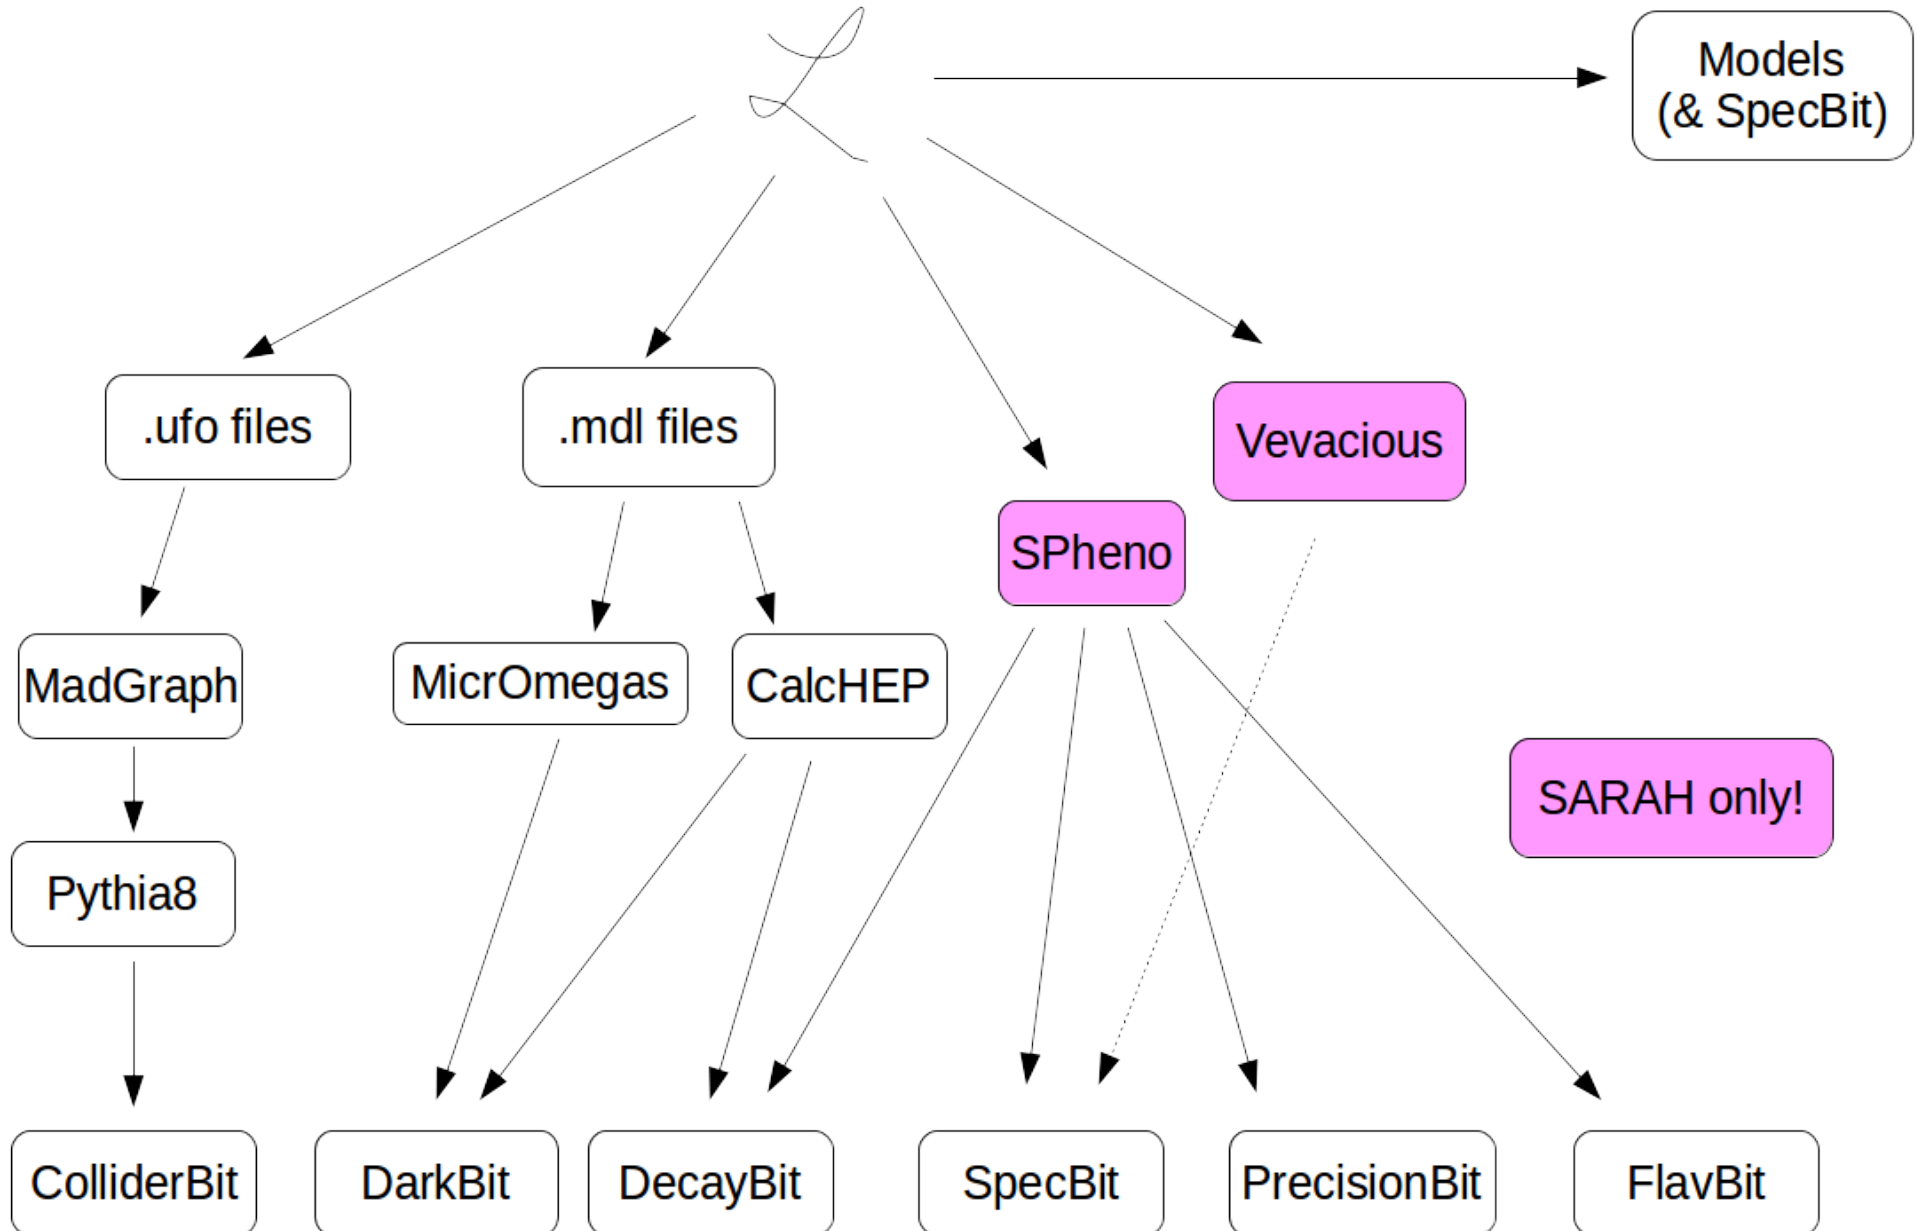 Models
(& SpecBit)
.ufo files
.mdl files
Vevacious
SPheno
MadGraph
MicrOmegas
CalcHEP
SARAH only!
Pythia8
ColliderBit
DarkBit
DecayBit
SpecBit
PrecisionBit
FlavBit